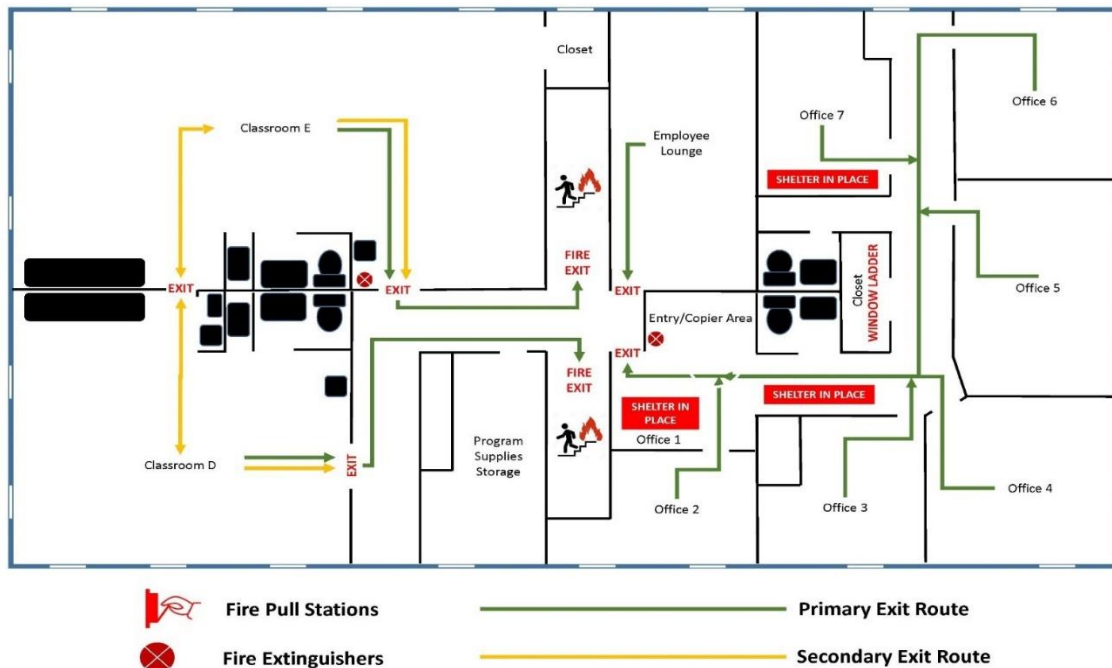 Closet
Office 6
Office 7
Classroom E
Employee
Lounge
SHELTER IN PLACE
FIRE
EXIT
EXIT
EXIT
EXIT
Closet
WINDOW LADDER
Office 5
Entry/Copier Area
EXIT
FIRE
EXIT
SHELTER IN PLACE
SHELTER IN
PLACE
Office 1
Program
Supplies
Storage
Classroom D
EXIT
Office 2
Office 3
Office 4
Fire Pull Stations
Primary Exit Route
Fire Extinguishers
Secondary Exit Route